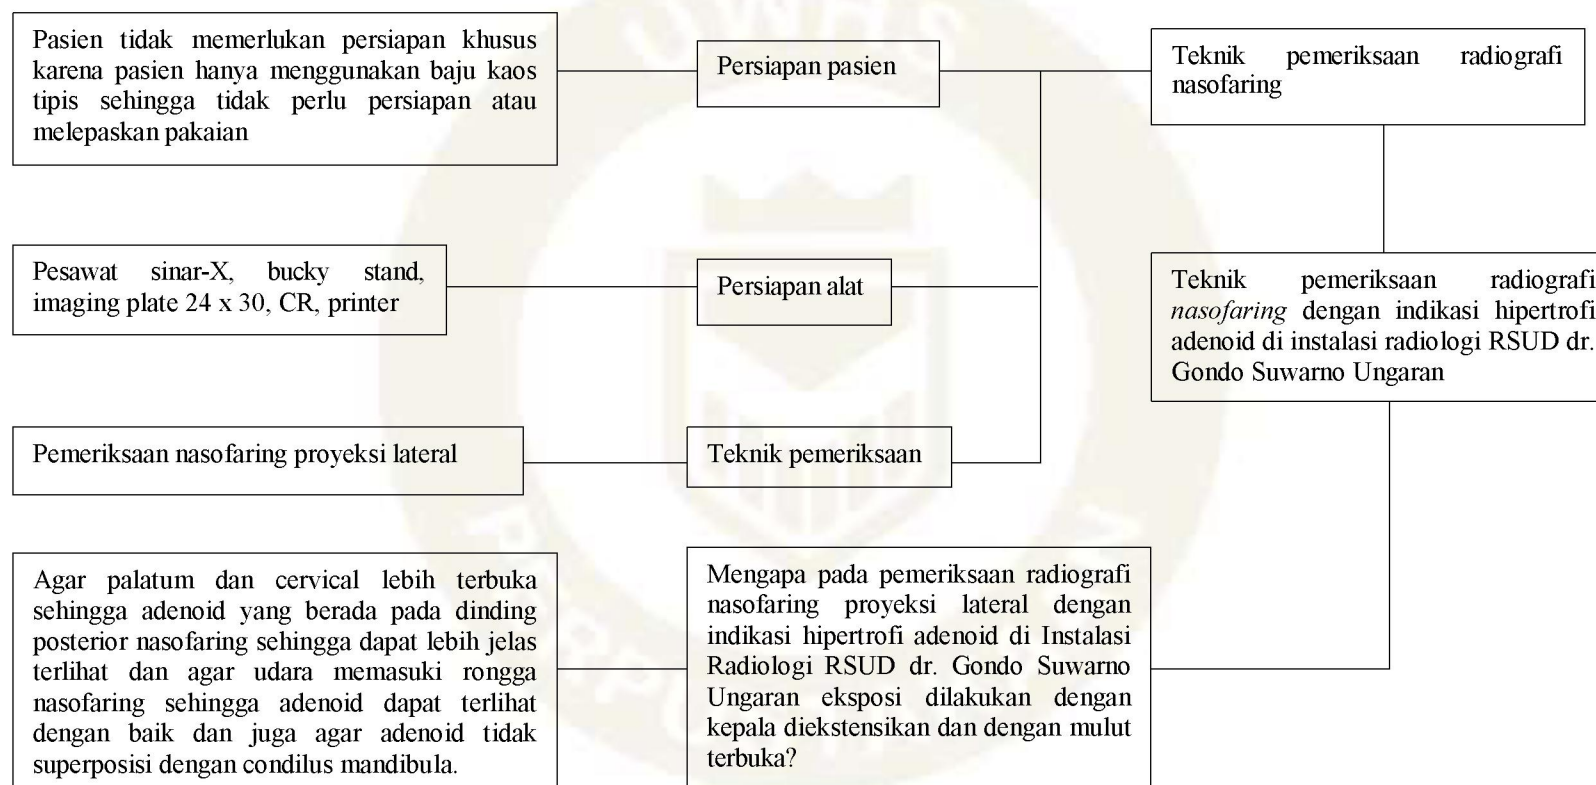 Pasien tidak memerlukan persiapan khusus
karena pasien hanya menggunakan baju kaos
tipis sehingga tidak perlu persiapan atau
melepaskan pakaian
Persiapan pasien
Teknik pemeriksaan radiografi
nasofaring
Pesawat sinar-X, bucky stand,
imaging plate 24 x 30, CR, printer
Persiapan alat
Teknik pemeriksaan radiografi
nasofaring dengan indikasi hipertrofi
adenoid di instalasi radiologi RSUD dr.
Gondo Suwarno Ungaran
Pemeriksaan nasofaring proyeksi lateral
Teknik pemeriksaan
Agar palatum dan cervical lebih terbuka
sehingga adenoid yang berada pada dinding
posterior nasofaring sehingga dapat lebih jelas
terlihat dan agar udara memasuki rongga
nasofaring sehingga adenoid dapat terlihat
dengan baik dan juga agar adenoid tidak
superposisi dengan condilus mandibula.
Mengapa pada pemeriksaan radiografi
nasofaring proyeksi lateral dengan
indikasi hipertrofi adenoid di Instalasi
Radiologi RSUD dr. Gondo Suwarno
Ungaran eksposi dilakukan dengan
kepala diekstensikan dan dengan mulut
terbuka?
UWHS